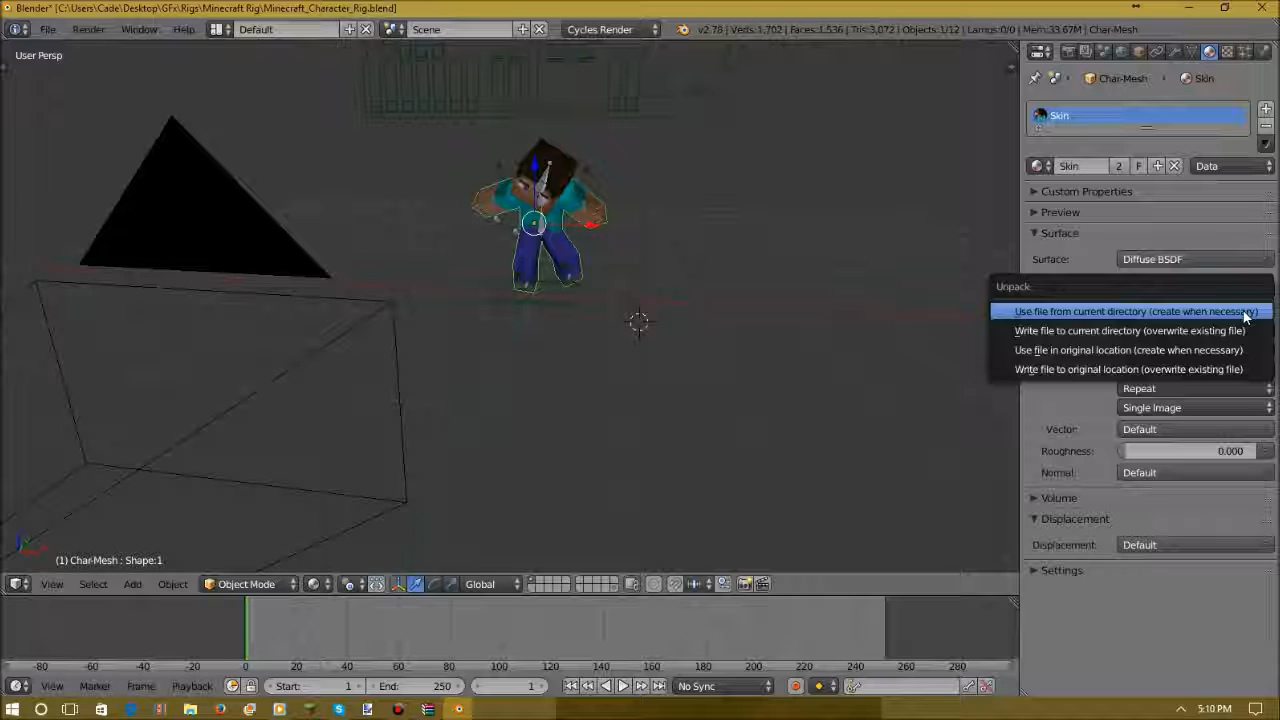 Blender* [C:\Users\Cade\Desktop\GFx\Rigs\Minecraft Rig\Minecraft_Character_Rig.blend]
File Render Window Help Default Scene Cycles Render v2.78 | Verts:1,702 | Faces:1,536 | Tris:3,072 | Objects:1/12 | Lamps:0/0 | Mem:33.67M | Char-Mesh
User Persp
Char-Mesh Skin
Skin
Skin 2 F Data
Custom Properties
Preview
Surface
Surface: Diffuse BSDF
Unpack
Use file from current directory (create when necessary)
Write file to current directory (overwrite existing file)
Use file in original location (create when necessary)
Write file to original location (overwrite existing file)
Repeat
Single Image
Vector: Default
Roughness: 0.000
Normal: Default
Volume
Displacement
Displacement: Default
Settings
(1) Char-Mesh : Shape:1
View Select Add Object Object Mode Global
-80 -60 -40 -20 0 20 40 60 80 100 120 140 160 180 200 220 240 260 280
View Marker Frame Playback Start: 1 End: 250 1 No Sync
5:10 PM